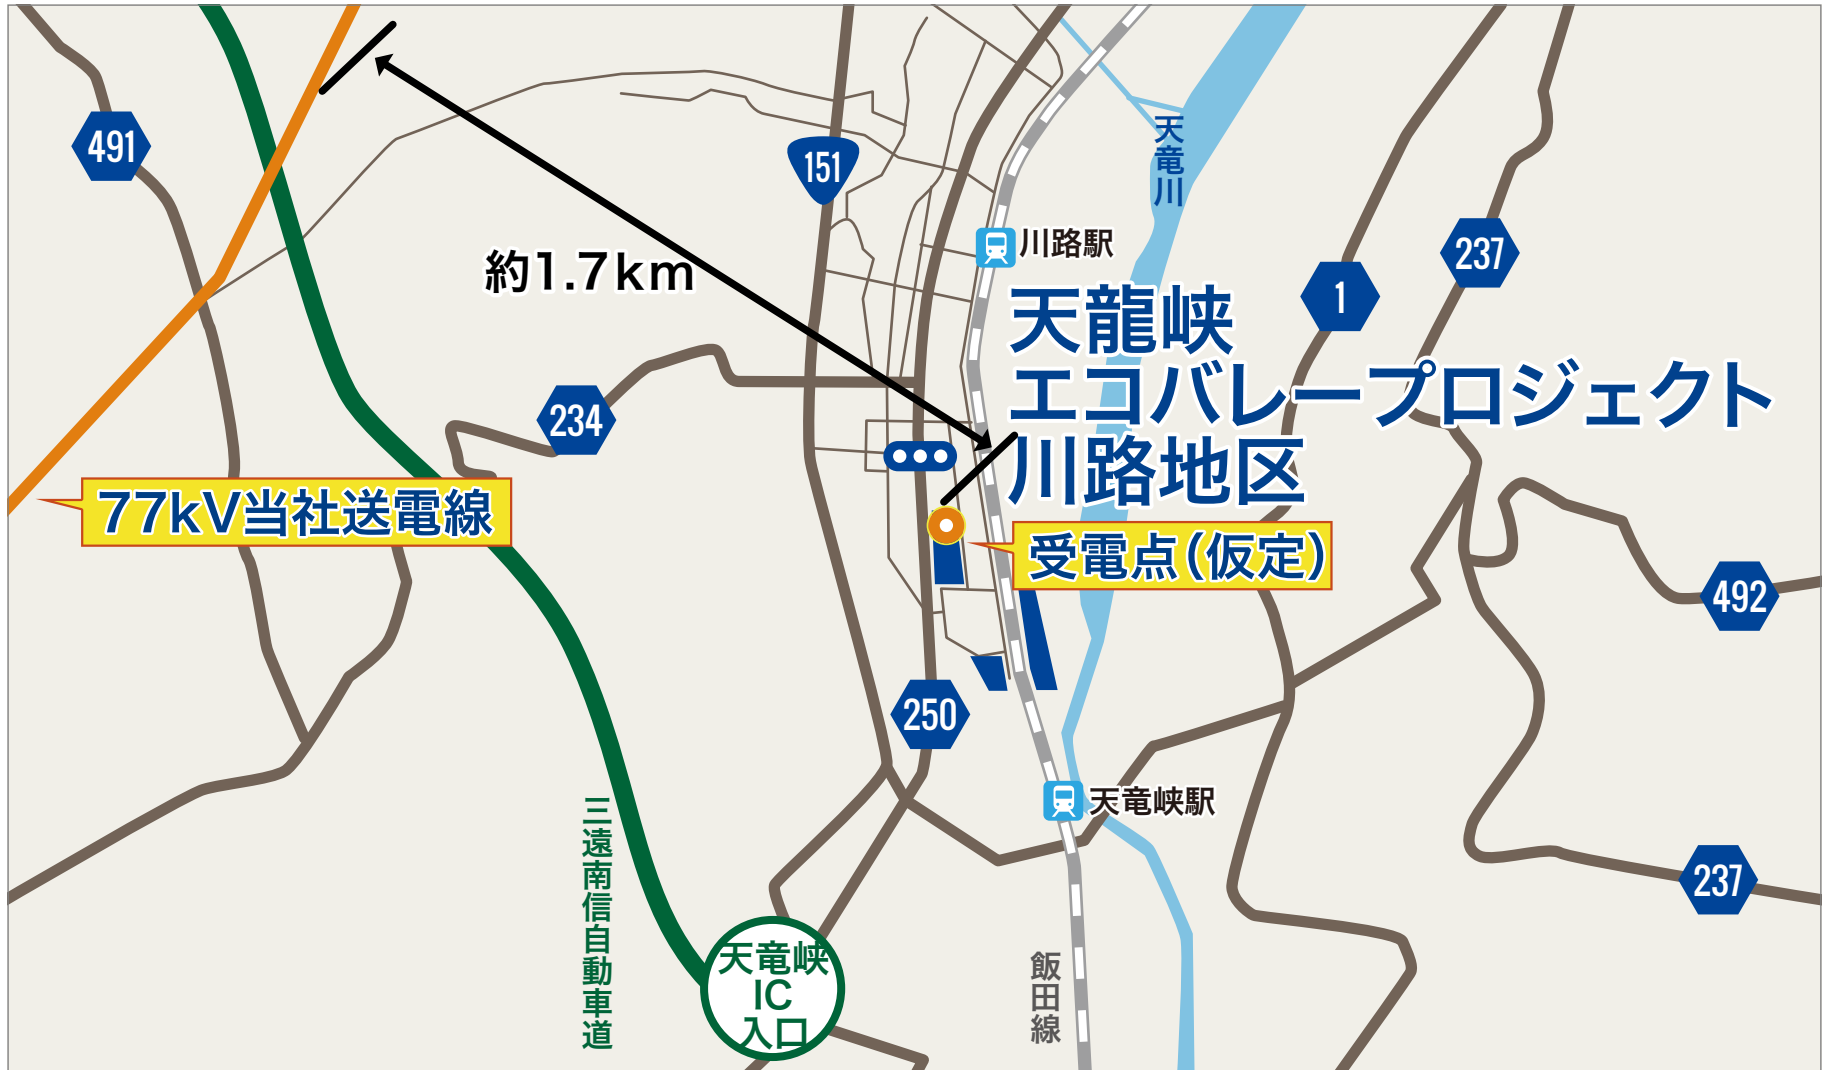 491
151
天竜川
川路駅
237
1
約1.7km
天龍峡
エコバレープロジェクト
川路地区
234
77kV当社送電線
受電点(仮定)
492
250
天竜峡駅
237
三遠南信自動車道
天竜峡
IC
入口
飯田線